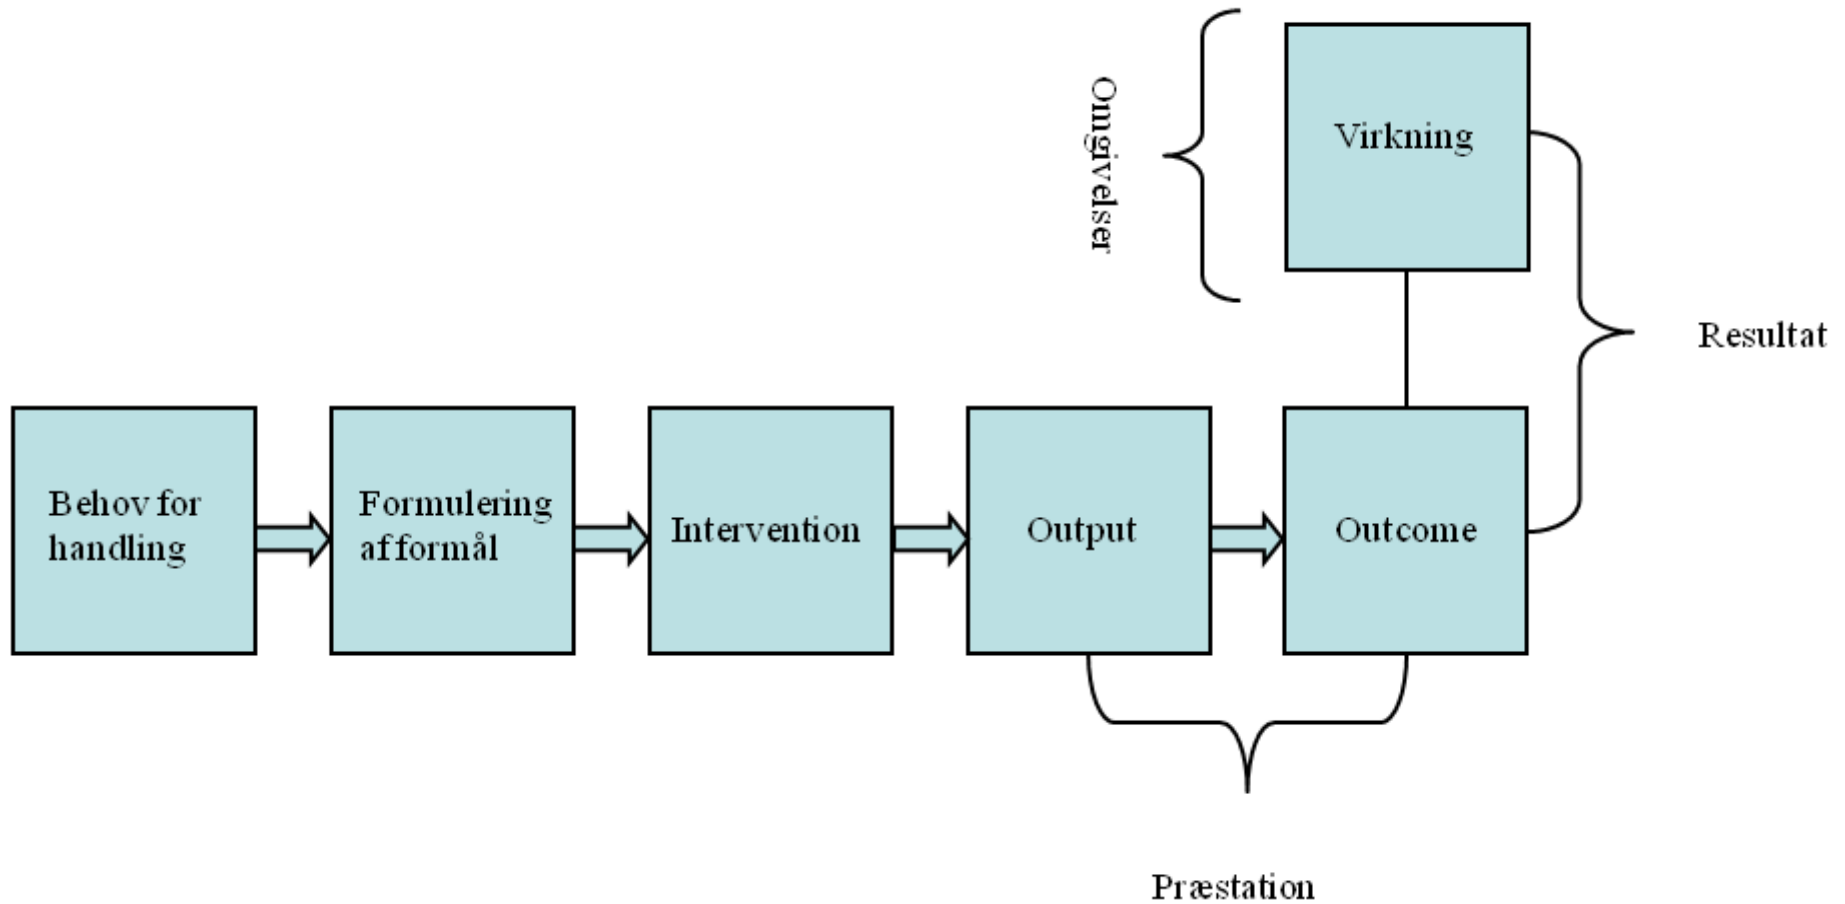 Omgivelser
Virkning
Resultat
Behov for
handling
Formulering
af formål
Intervention
Output
Outcome
Præstation